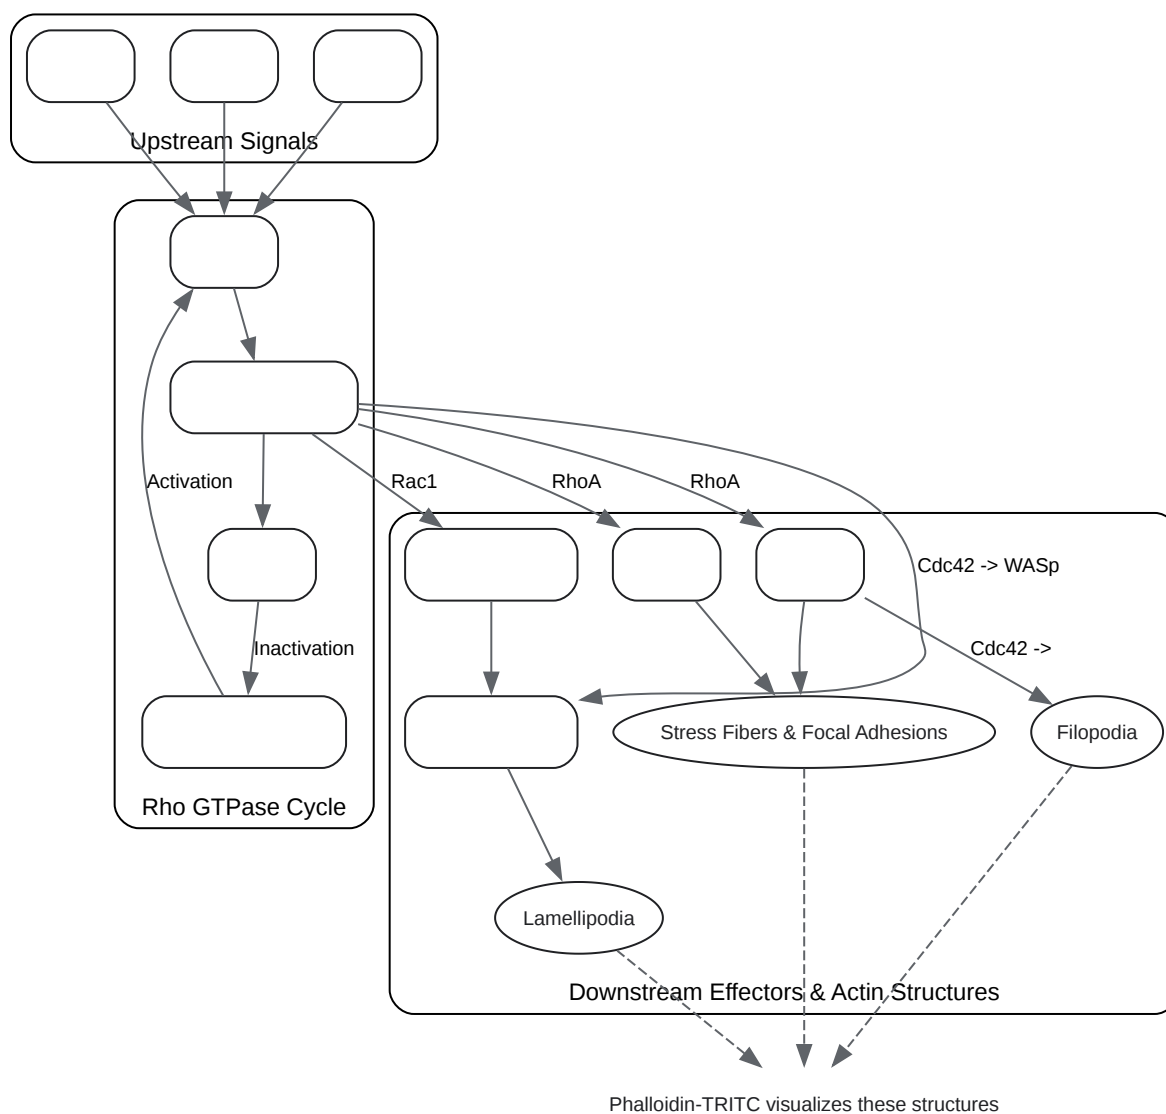 Upstream Signals
Activation
Rac1
RhoA
RhoA
Cdc42 -> WASp
Inactivation
Cdc42 ->
Stress Fibers & Focal Adhesions
Filopodia
Rho GTPase Cycle
Lamellipodia
Downstream Effectors & Actin Structures
Phalloidin-TRITC visualizes these structures